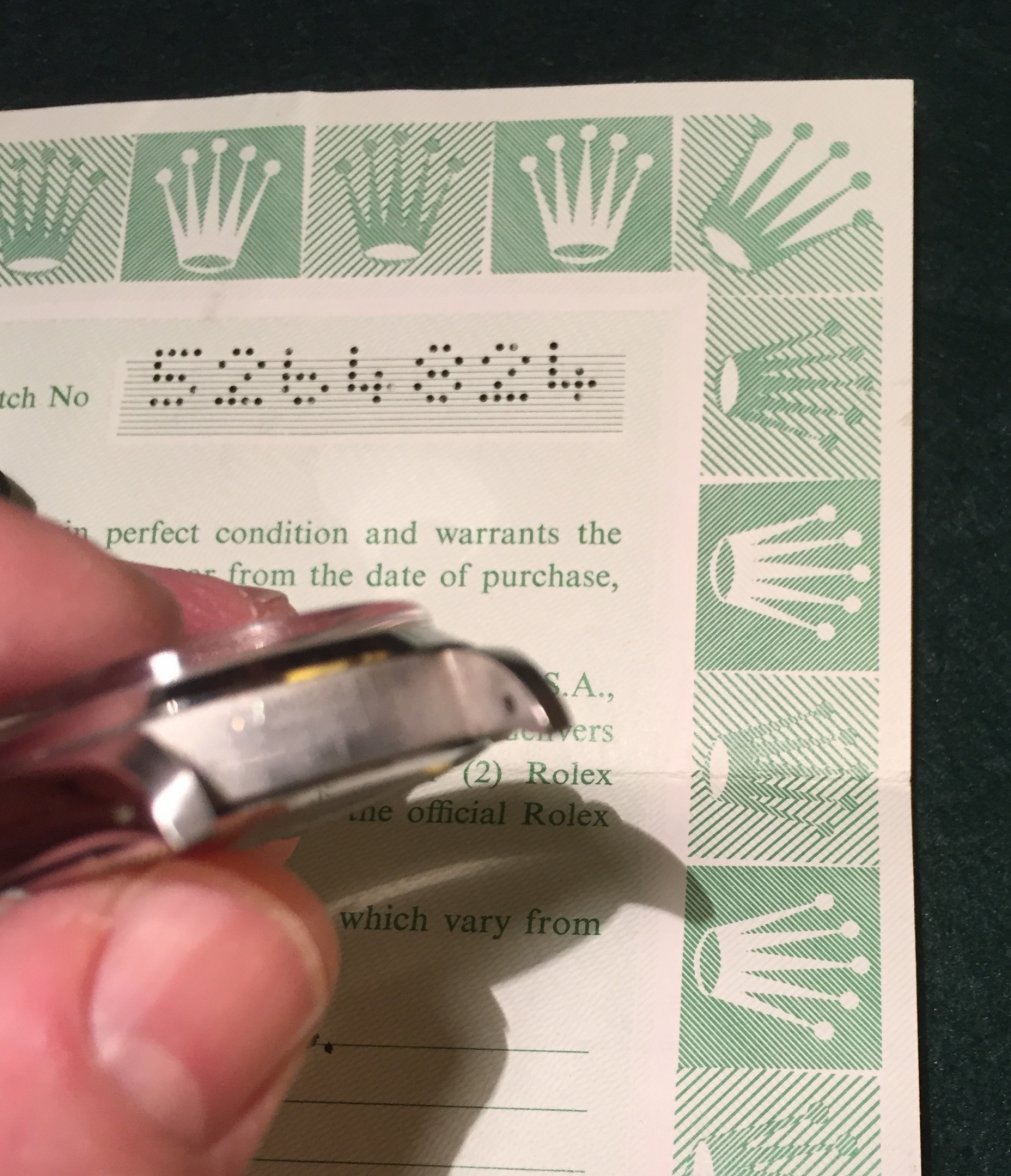 tch No 5264824
in perfect condition and warrants the
from the date of purchase,
S.A.,
(2) Rolex
the official Rolex
which vary from